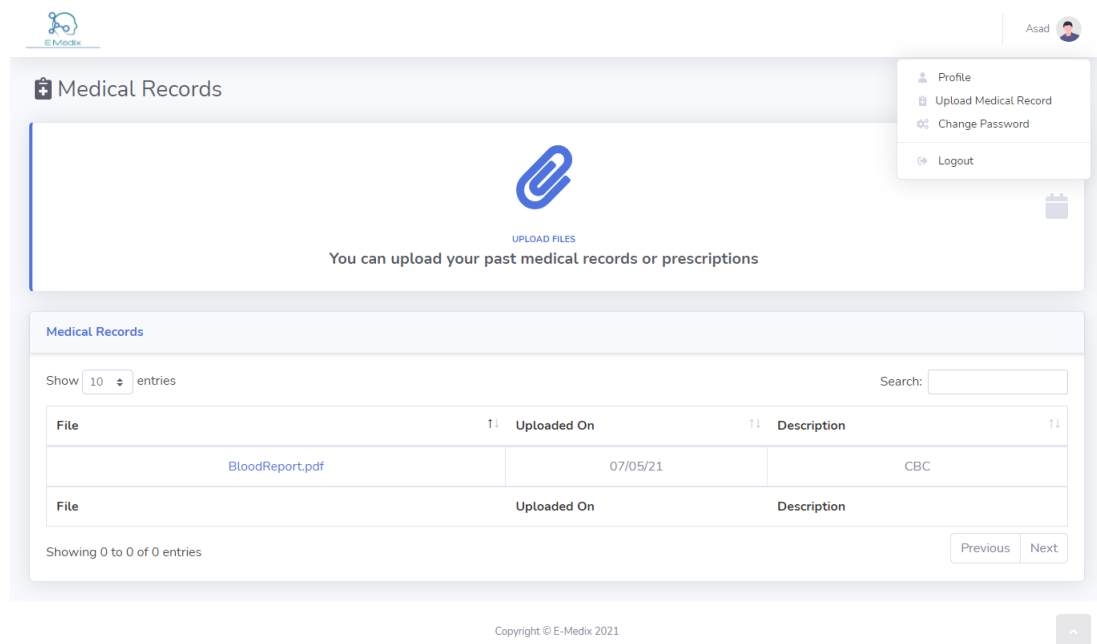 E-Medix
Asad
Profile
Upload Medical Record
Change Password
Logout
Medical Records
UPLOAD FILES
You can upload your past medical records or prescriptions
Medical Records
Show 10 entries
Search:
File Uploaded On Description
BloodReport.pdf 07/05/21 CBC
File Uploaded On Description
Showing 0 to 0 of 0 entries
Previous Next
Copyright © E-Medix 2021